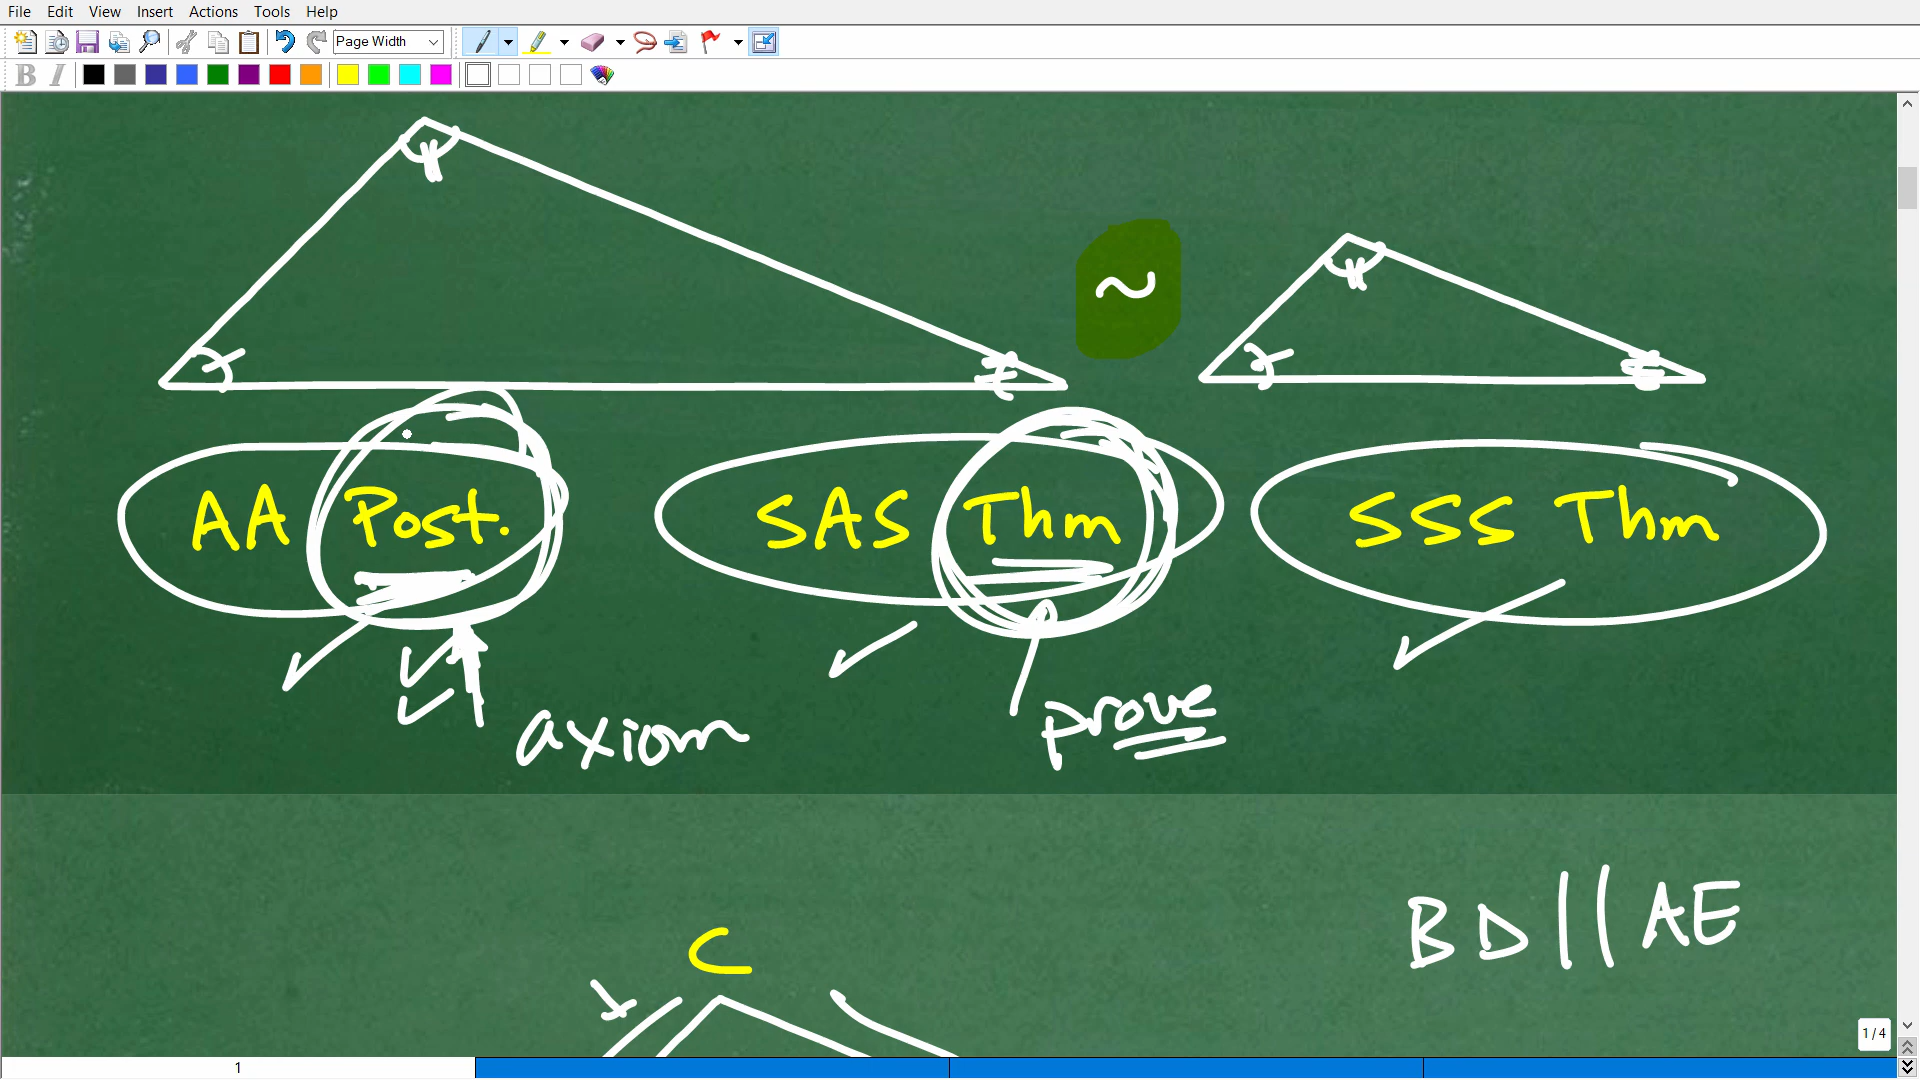 File Edit View Insert Actions Tools Help
Page Width
B I
~
AA Post. SAS Thm SSS Thm
axiom prove
BD || AE
C
1 / 4
1